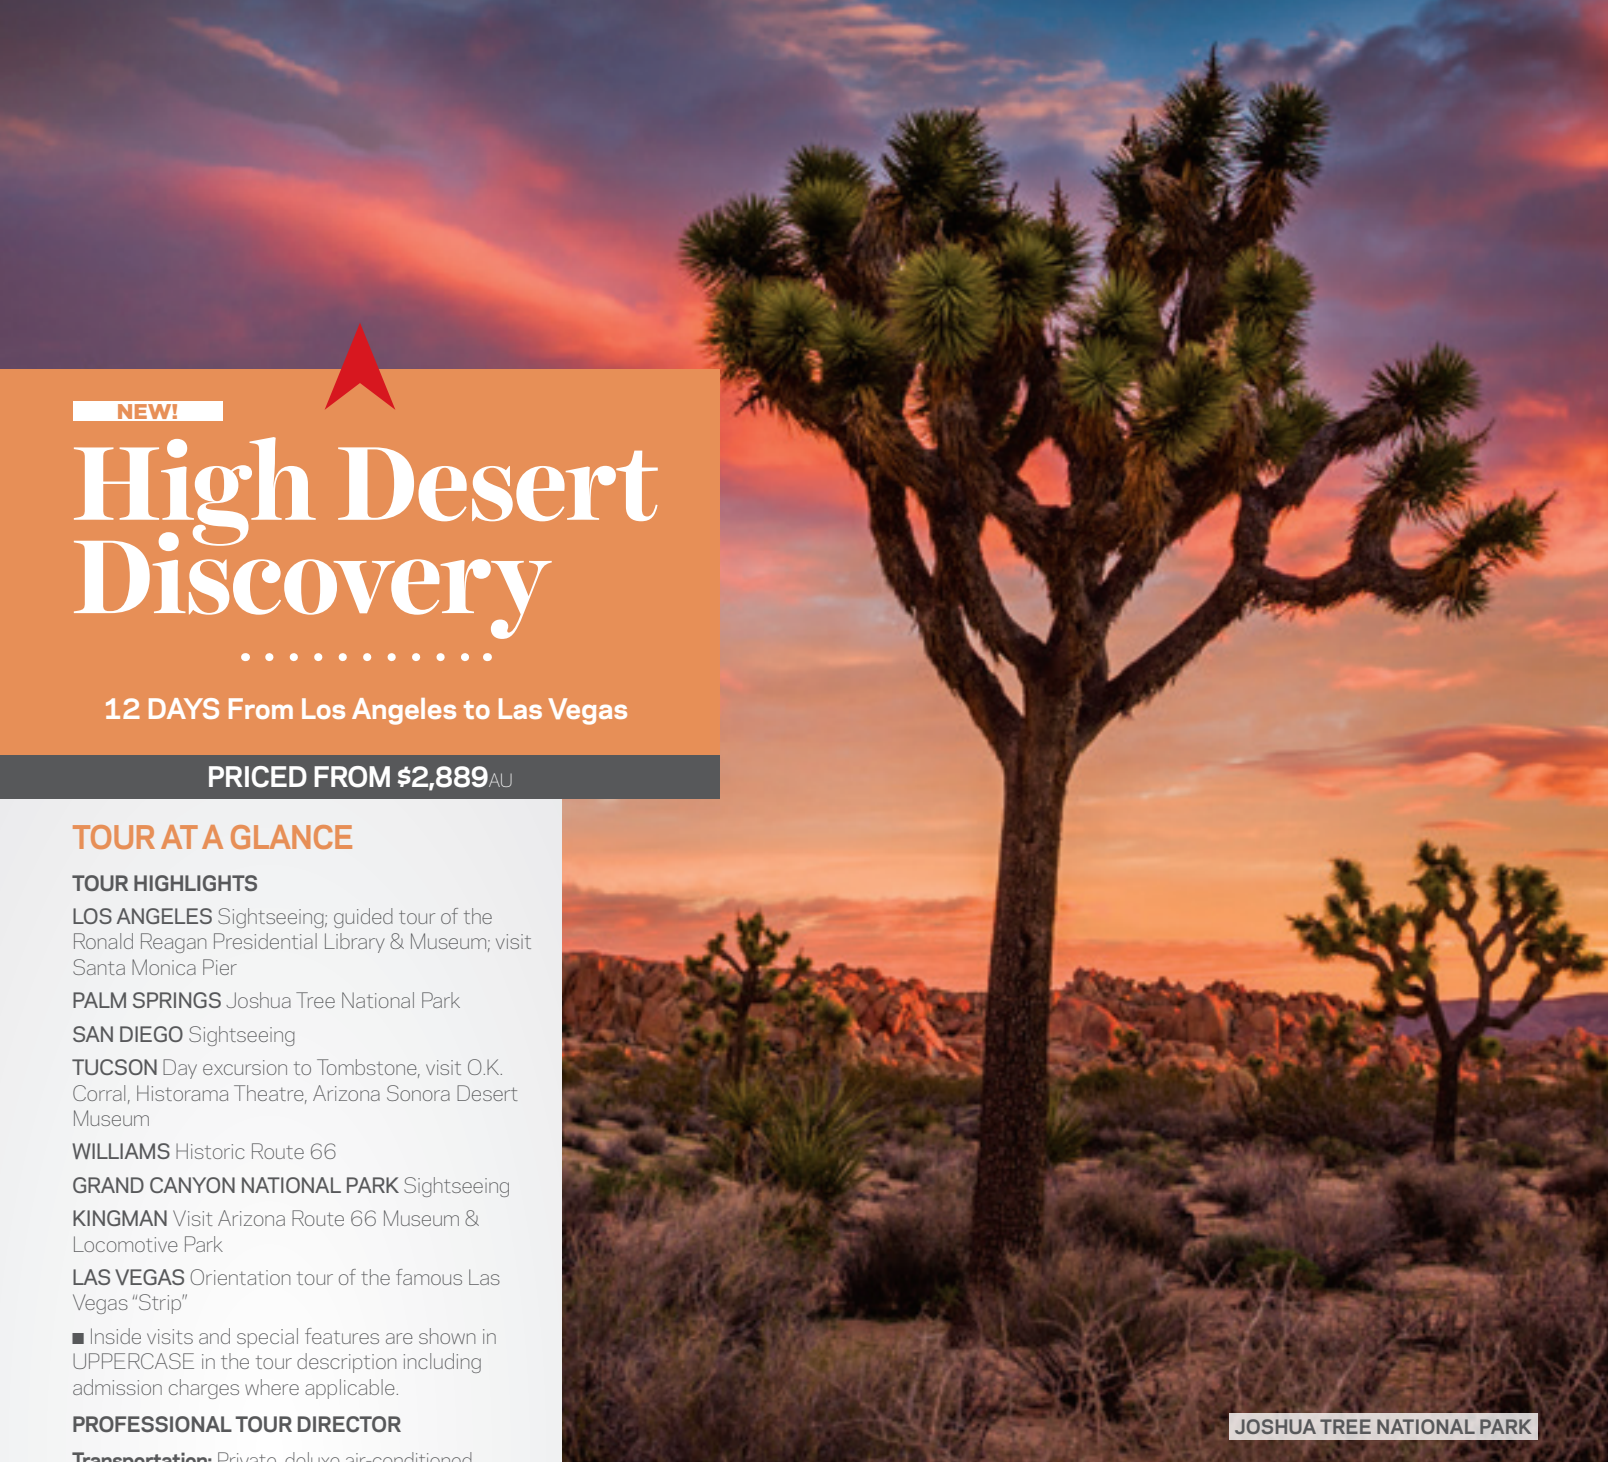 NEW!
High Desert
Discovery
12 DAYS From Los Angeles to Las Vegas
PRICED FROM $2,889AU
TOUR AT A GLANCE
TOUR HIGHLIGHTS
LOS ANGELES Sightseeing; guided tour of the
Ronald Reagan Presidential Library & Museum; visit
Santa Monica Pier
PALM SPRINGS Joshua Tree National Park
SAN DIEGO Sightseeing
TUCSON Day excursion to Tombstone, visit O.K.
Corral, Historama Theatre, Arizona Sonora Desert
Museum
WILLIAMS Historic Route 66
GRAND CANYON NATIONAL PARK Sightseeing
KINGMAN Visit Arizona Route 66 Museum &
Locomotive Park
LAS VEGAS Orientation tour of the famous Las
Vegas “Strip”
■ Inside visits and special features are shown in
UPPERCASE in the tour description including
admission charges where applicable.
PROFESSIONAL TOUR DIRECTOR
Transportation: Private, deluxe air-conditioned
JOSHUA TREE NATIONAL PARK